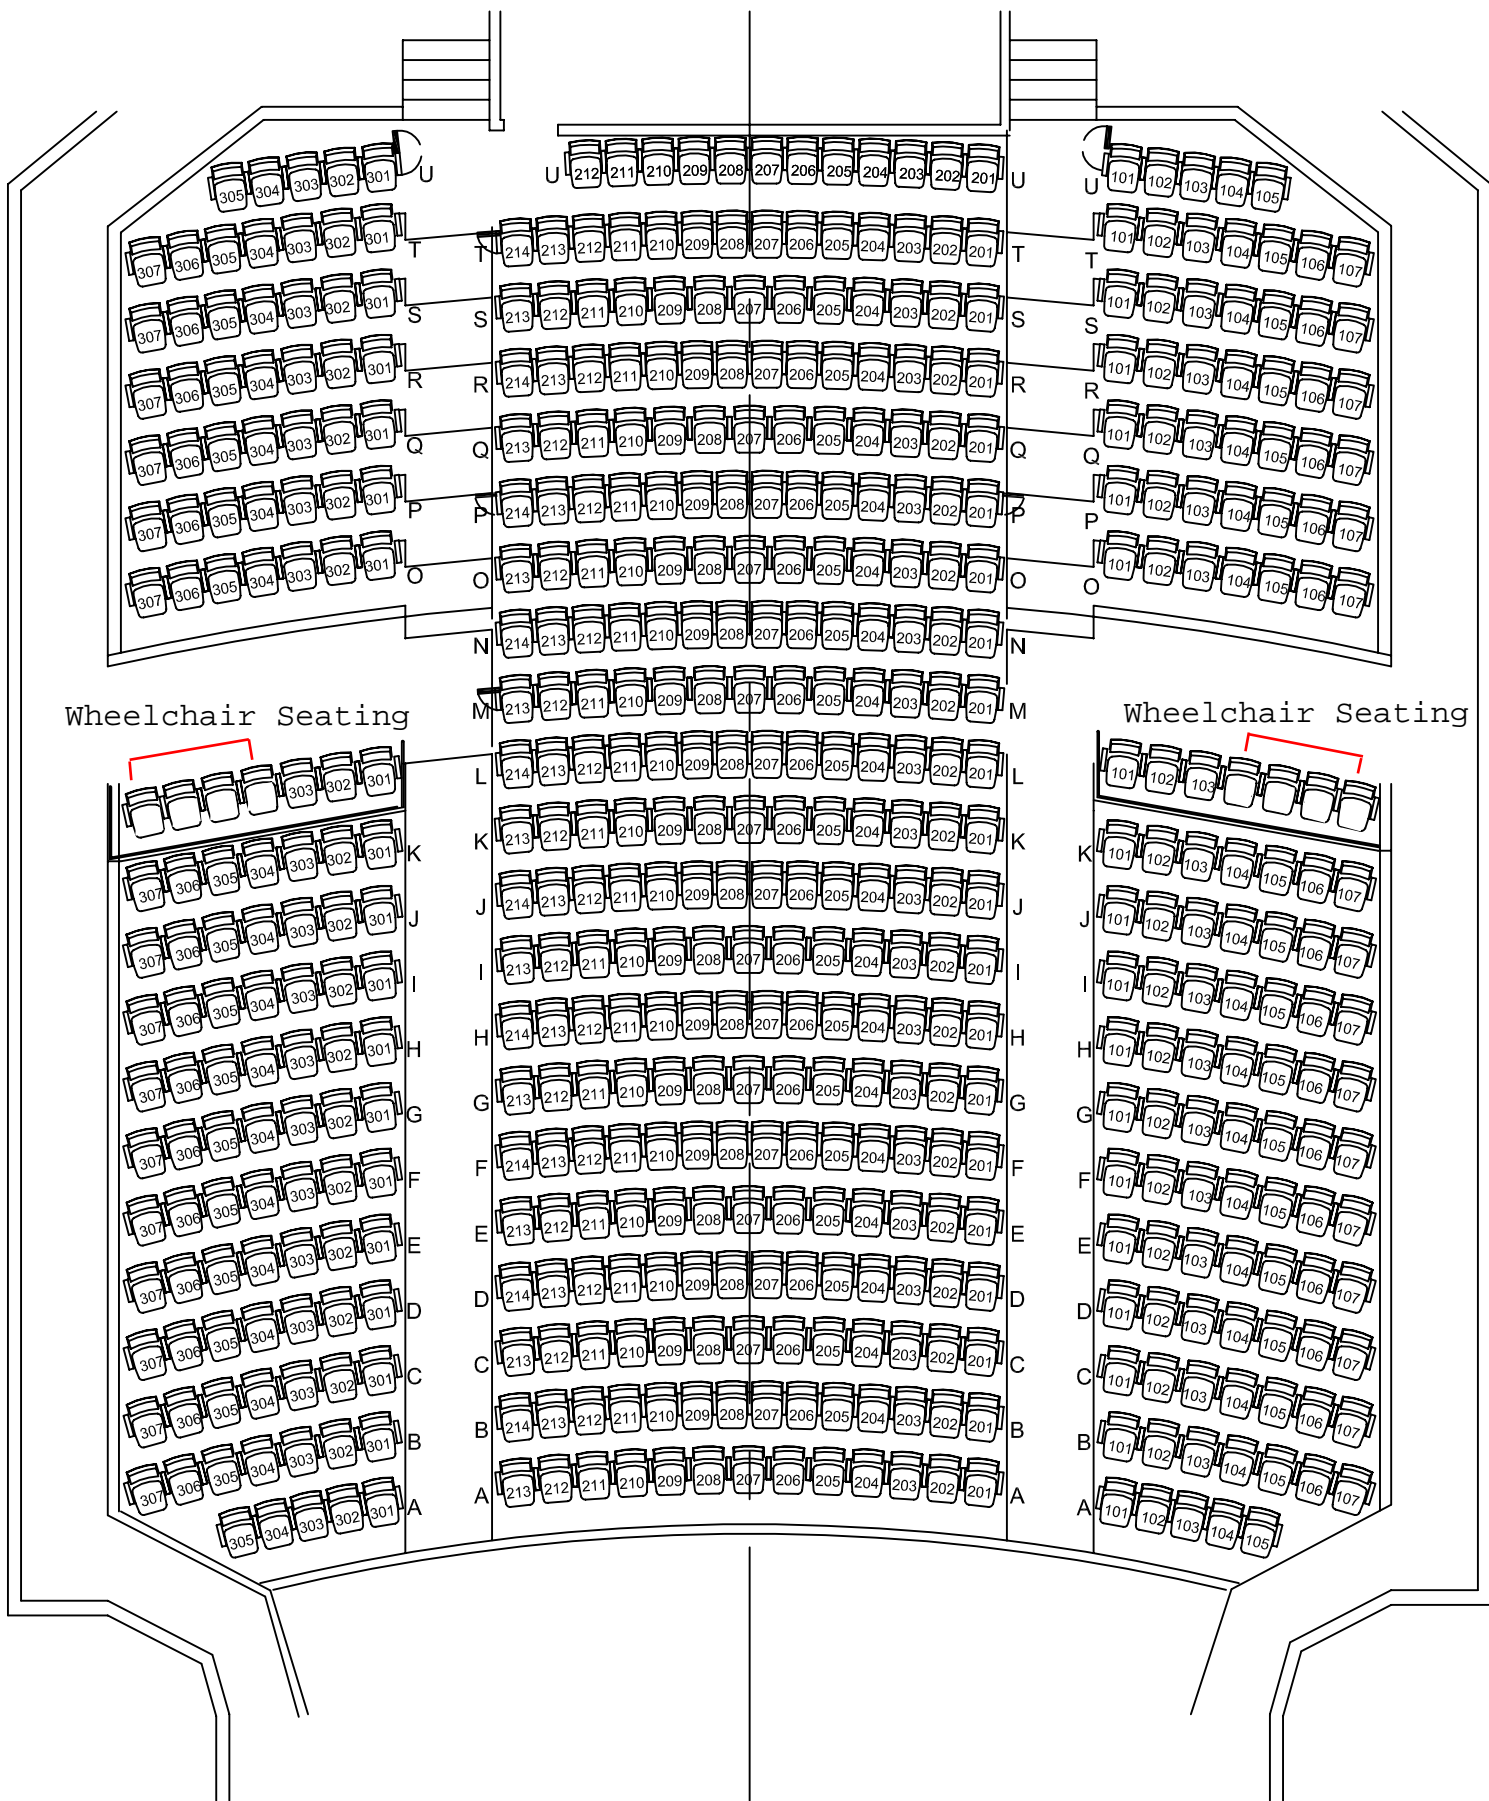 305 304 303 302 301 U U 212 211 210 209 208 207 206 205 204 203 202 201 U U 101 102 103 104 105
307 306 305 304 303 302 301 T T 214 213 212 211 210 209 208 207 206 205 204 203 202 201 T T 101 102 103 104 105 106 107
307 306 305 304 303 302 301 S S 213 212 211 210 209 208 207 206 205 204 203 202 201 S S 101 102 103 104 105 106 107
307 306 305 304 303 302 301 R R 214 213 212 211 210 209 208 207 206 205 204 203 202 201 R R 101 102 103 104 105 106 107
307 306 305 304 303 302 301 Q Q 213 212 211 210 209 208 207 206 205 204 203 202 201 Q Q 101 102 103 104 105 106 107
307 306 305 304 303 302 301 P P 214 213 212 211 210 209 208 207 206 205 204 203 202 201 P P 101 102 103 104 105 106 107
307 306 305 304 303 302 301 O O 213 212 211 210 209 208 207 206 205 204 203 202 201 O O 101 102 103 104 105 106 107
N 214 213 212 211 210 209 208 207 206 205 204 203 202 201 N
M 213 212 211 210 209 208 207 206 205 204 203 202 201 M
Wheelchair Seating Wheelchair Seating
303 302 301 L 214 213 212 211 210 209 208 207 206 205 204 203 202 201 L 101 102 103
307 306 305 304 303 302 301 K K 213 212 211 210 209 208 207 206 205 204 203 202 201 K K 101 102 103 104 105 106 107
307 306 305 304 303 302 301 J J 214 213 212 211 210 209 208 207 206 205 204 203 202 201 J J 101 102 103 104 105 106 107
307 306 305 304 303 302 301 I I 213 212 211 210 209 208 207 206 205 204 203 202 201 I I 101 102 103 104 105 106 107
307 306 305 304 303 302 301 H H 214 213 212 211 210 209 208 207 206 205 204 203 202 201 H H 101 102 103 104 105 106 107
307 306 305 304 303 302 301 G G 213 212 211 210 209 208 207 206 205 204 203 202 201 G G 101 102 103 104 105 106 107
307 306 305 304 303 302 301 F F 214 213 212 211 210 209 208 207 206 205 204 203 202 201 F F 101 102 103 104 105 106 107
307 306 305 304 303 302 301 E E 213 212 211 210 209 208 207 206 205 204 203 202 201 E E 101 102 103 104 105 106 107
307 306 305 304 303 302 301 D D 214 213 212 211 210 209 208 207 206 205 204 203 202 201 D D 101 102 103 104 105 106 107
307 306 305 304 303 302 301 C C 213 212 211 210 209 208 207 206 205 204 203 202 201 C C 101 102 103 104 105 106 107
307 306 305 304 303 302 301 B B 214 213 212 211 210 209 208 207 206 205 204 203 202 201 B B 101 102 103 104 105 106 107
305 304 303 302 301 A A 213 212 211 210 209 208 207 206 205 204 203 202 201 A A 101 102 103 104 105